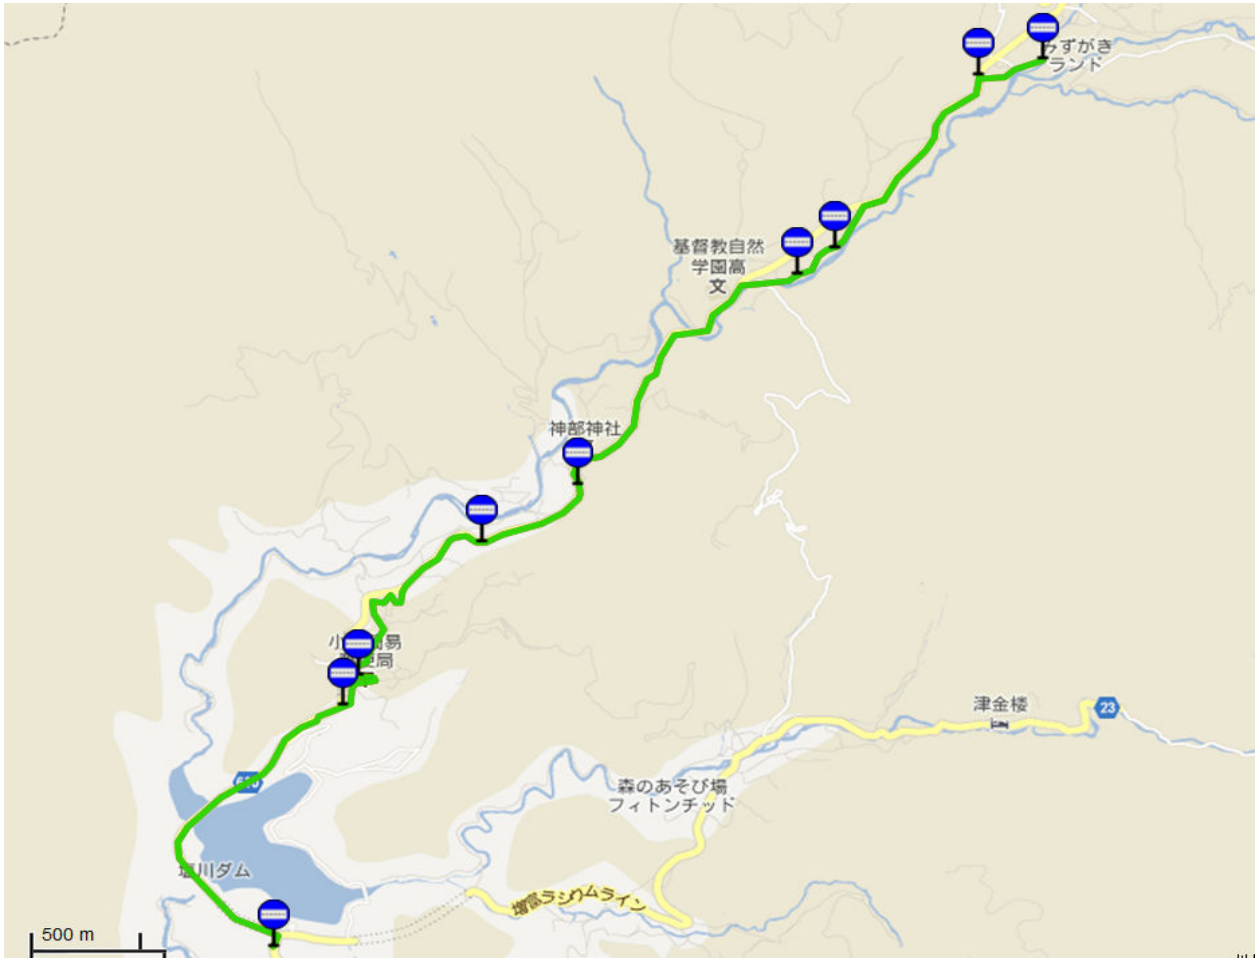 みずがき
ランド
基督教自然
学園高
文
神部神社
小
易
局
津金楼
23
森のあそび場
フィトンチッド
塩川ダム
増富ラジウムライン
500 m